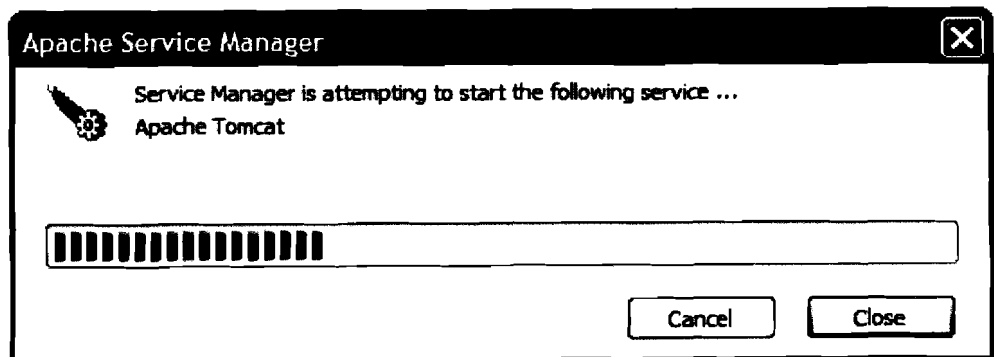 Apache Service Manager
Service Manager is attempting to start the following service ...
Apache Tomcat
Cancel
Close